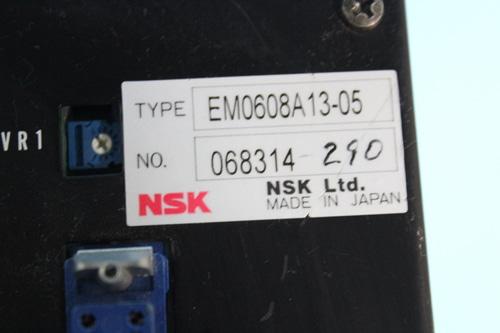 TYPE EM0608A13-05
VR1
NO. 068314-290
NSK NSK Ltd.
MADE IN JAPAN